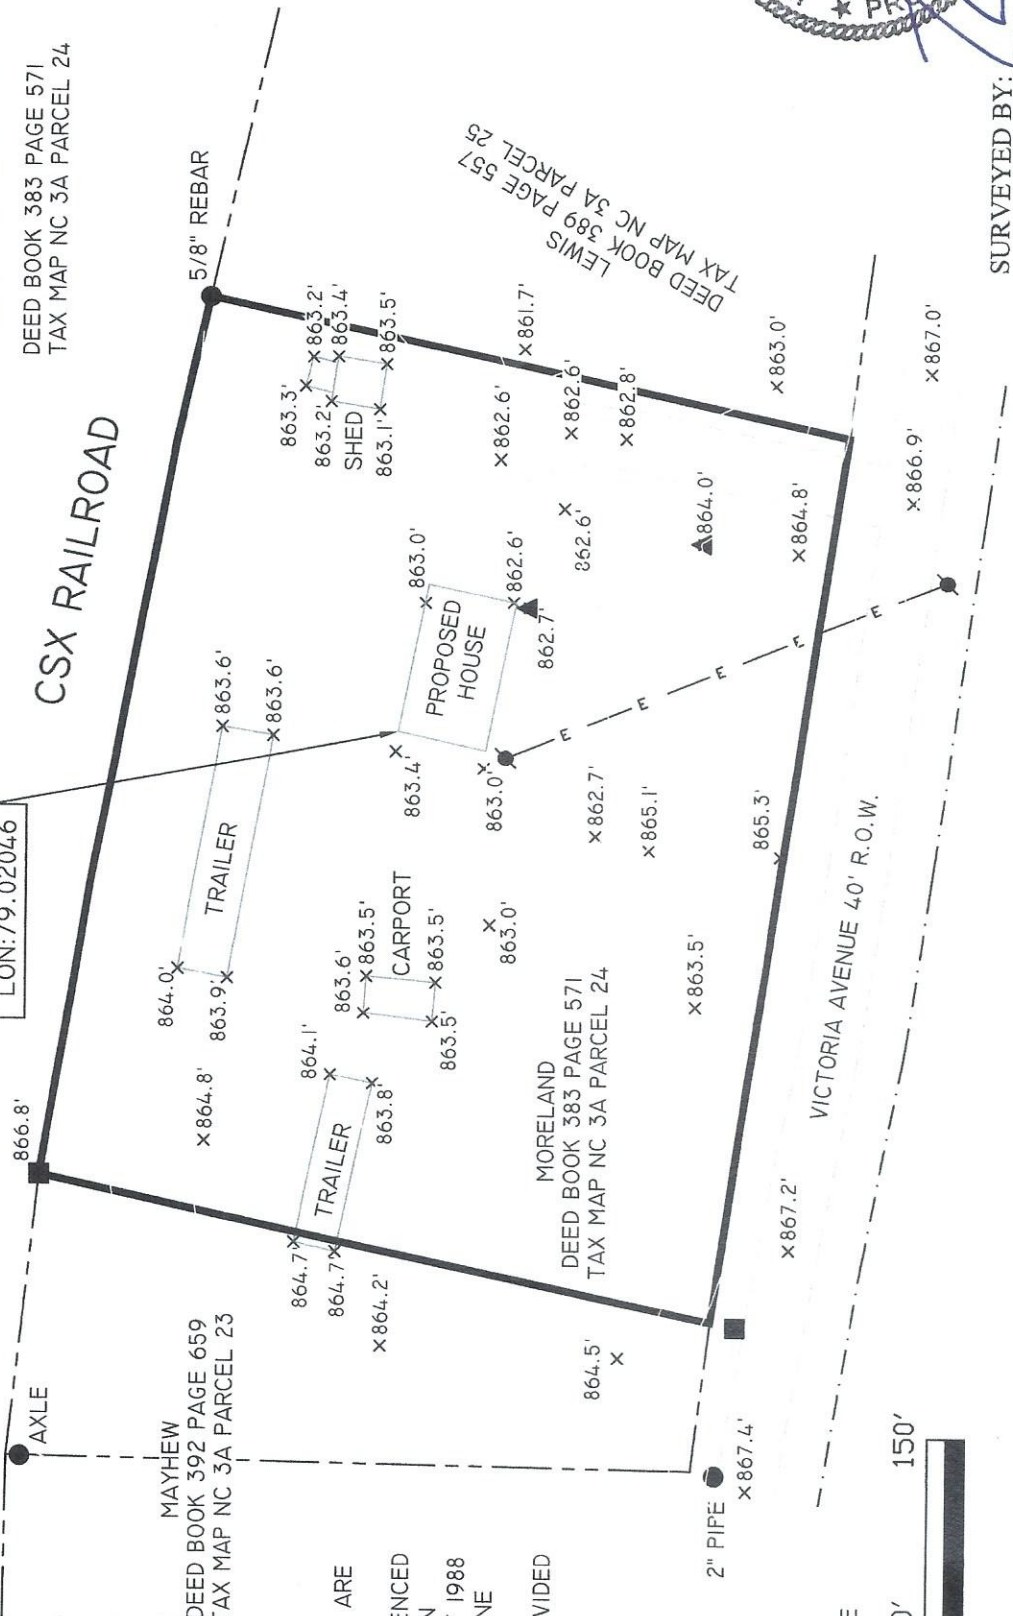 DEED BOOK 383 PAGE 571
TAX MAP NC 3A PARCEL 24
CSX RAILROAD
5/8" REBAR
LON:79.02046
866.8'
AXLE
MAYHEW
DEED BOOK 392 PAGE 659
TAX MAP NC 3A PARCEL 23
LEWIS
DEED BOOK 389 PAGE 557
TAX MAP NC 3A PARCEL 25
863.3'
863.2'
863.2'
863.4'
SHED
863.1'
863.5'
864.0'
863.6'
TRAILER
863.9'
863.6'
×864.8'
864.1'
TRAILER
863.8'
864.7'
864.7'
×864.2'
863.6'
863.5'
CARPORT
863.5'
863.5'
863.0'
PROPOSED
HOUSE
863.0'
863.4'
863.0'
862.6'
862.7'
×861.7'
×862.6'
×862.6'
×862.8'
862.6'
864.0'
×863.0'
×864.8'
×862.7'
×865.1'
865.3'
×863.5'
MORELAND
DEED BOOK 383 PAGE 571
TAX MAP NC 3A PARCEL 24
E
E
E
E
E
864.5'
×867.0'
×866.9'
×867.2'
×867.4'
2" PIPE
VICTORIA AVENUE 40' R.O.W.
ARE
ENCED
N
1988
NE
VIDED
E
0'
150'
SURVEYED BY: